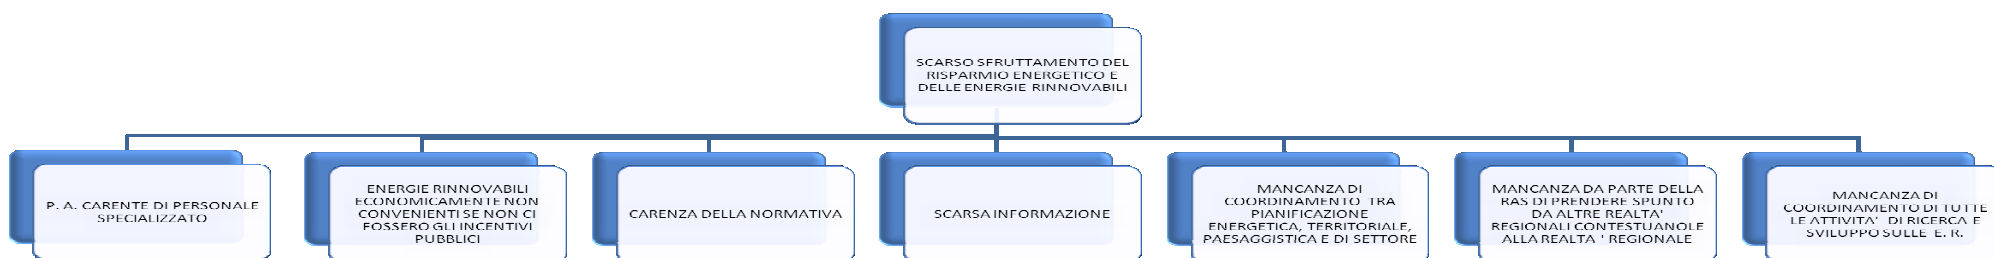 SCARSO SFRUTTAMENTO DEL
RISPARMIO ENERGETICO E
DELLE ENERGIE RINNOVABILI
P. A. CARENTE DI PERSONALE
SPECIALIZZATO
ENERGIE RINNOVABILI
ECONOMICAMENTE NON
CONVENIENTI SE NON CI
FOSSERO GLI INCENTIVI
PUBBLICI
CARENZA DELLA NORMATIVA
SCARSA INFORMAZIONE
MANCANZA DI
COORDINAMENTO TRA
PIANIFICAZIONE
ENERGETICA, TERRITORIALE,
PAESAGGISTICA E DI SETTORE
MANCANZA DA PARTE DELLA
RAS DI PRENDERE SPUNTO
DA ALTRE REALTA'
REGIONALI CONTESTUANOLE
ALLA REALTA ' REGIONALE
MANCANZA DI
COORDINAMENTO DI TUTTE
LE ATTIVITA' DI RICERCA E
SVILUPPO SULLE E. R.